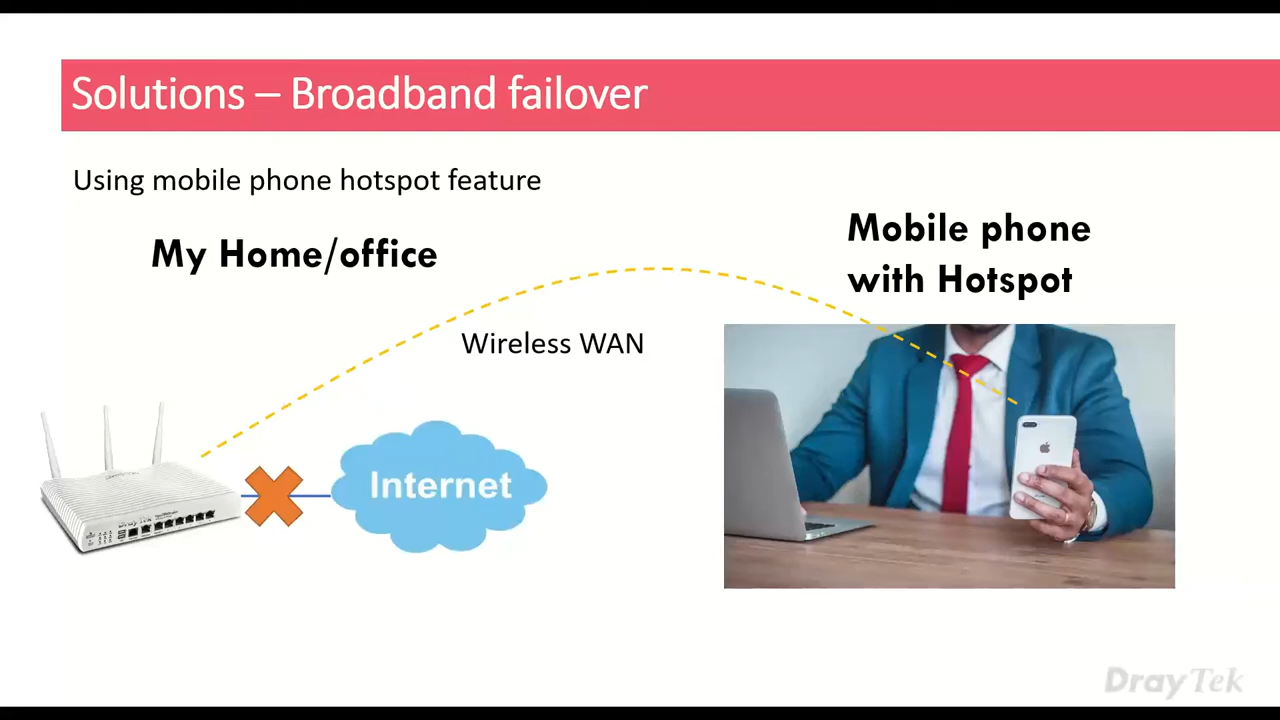 Solutions – Broadband failover
Using mobile phone hotspot feature
My Home/office
Mobile phone
with Hotspot
Wireless WAN
Internet
DrayTek